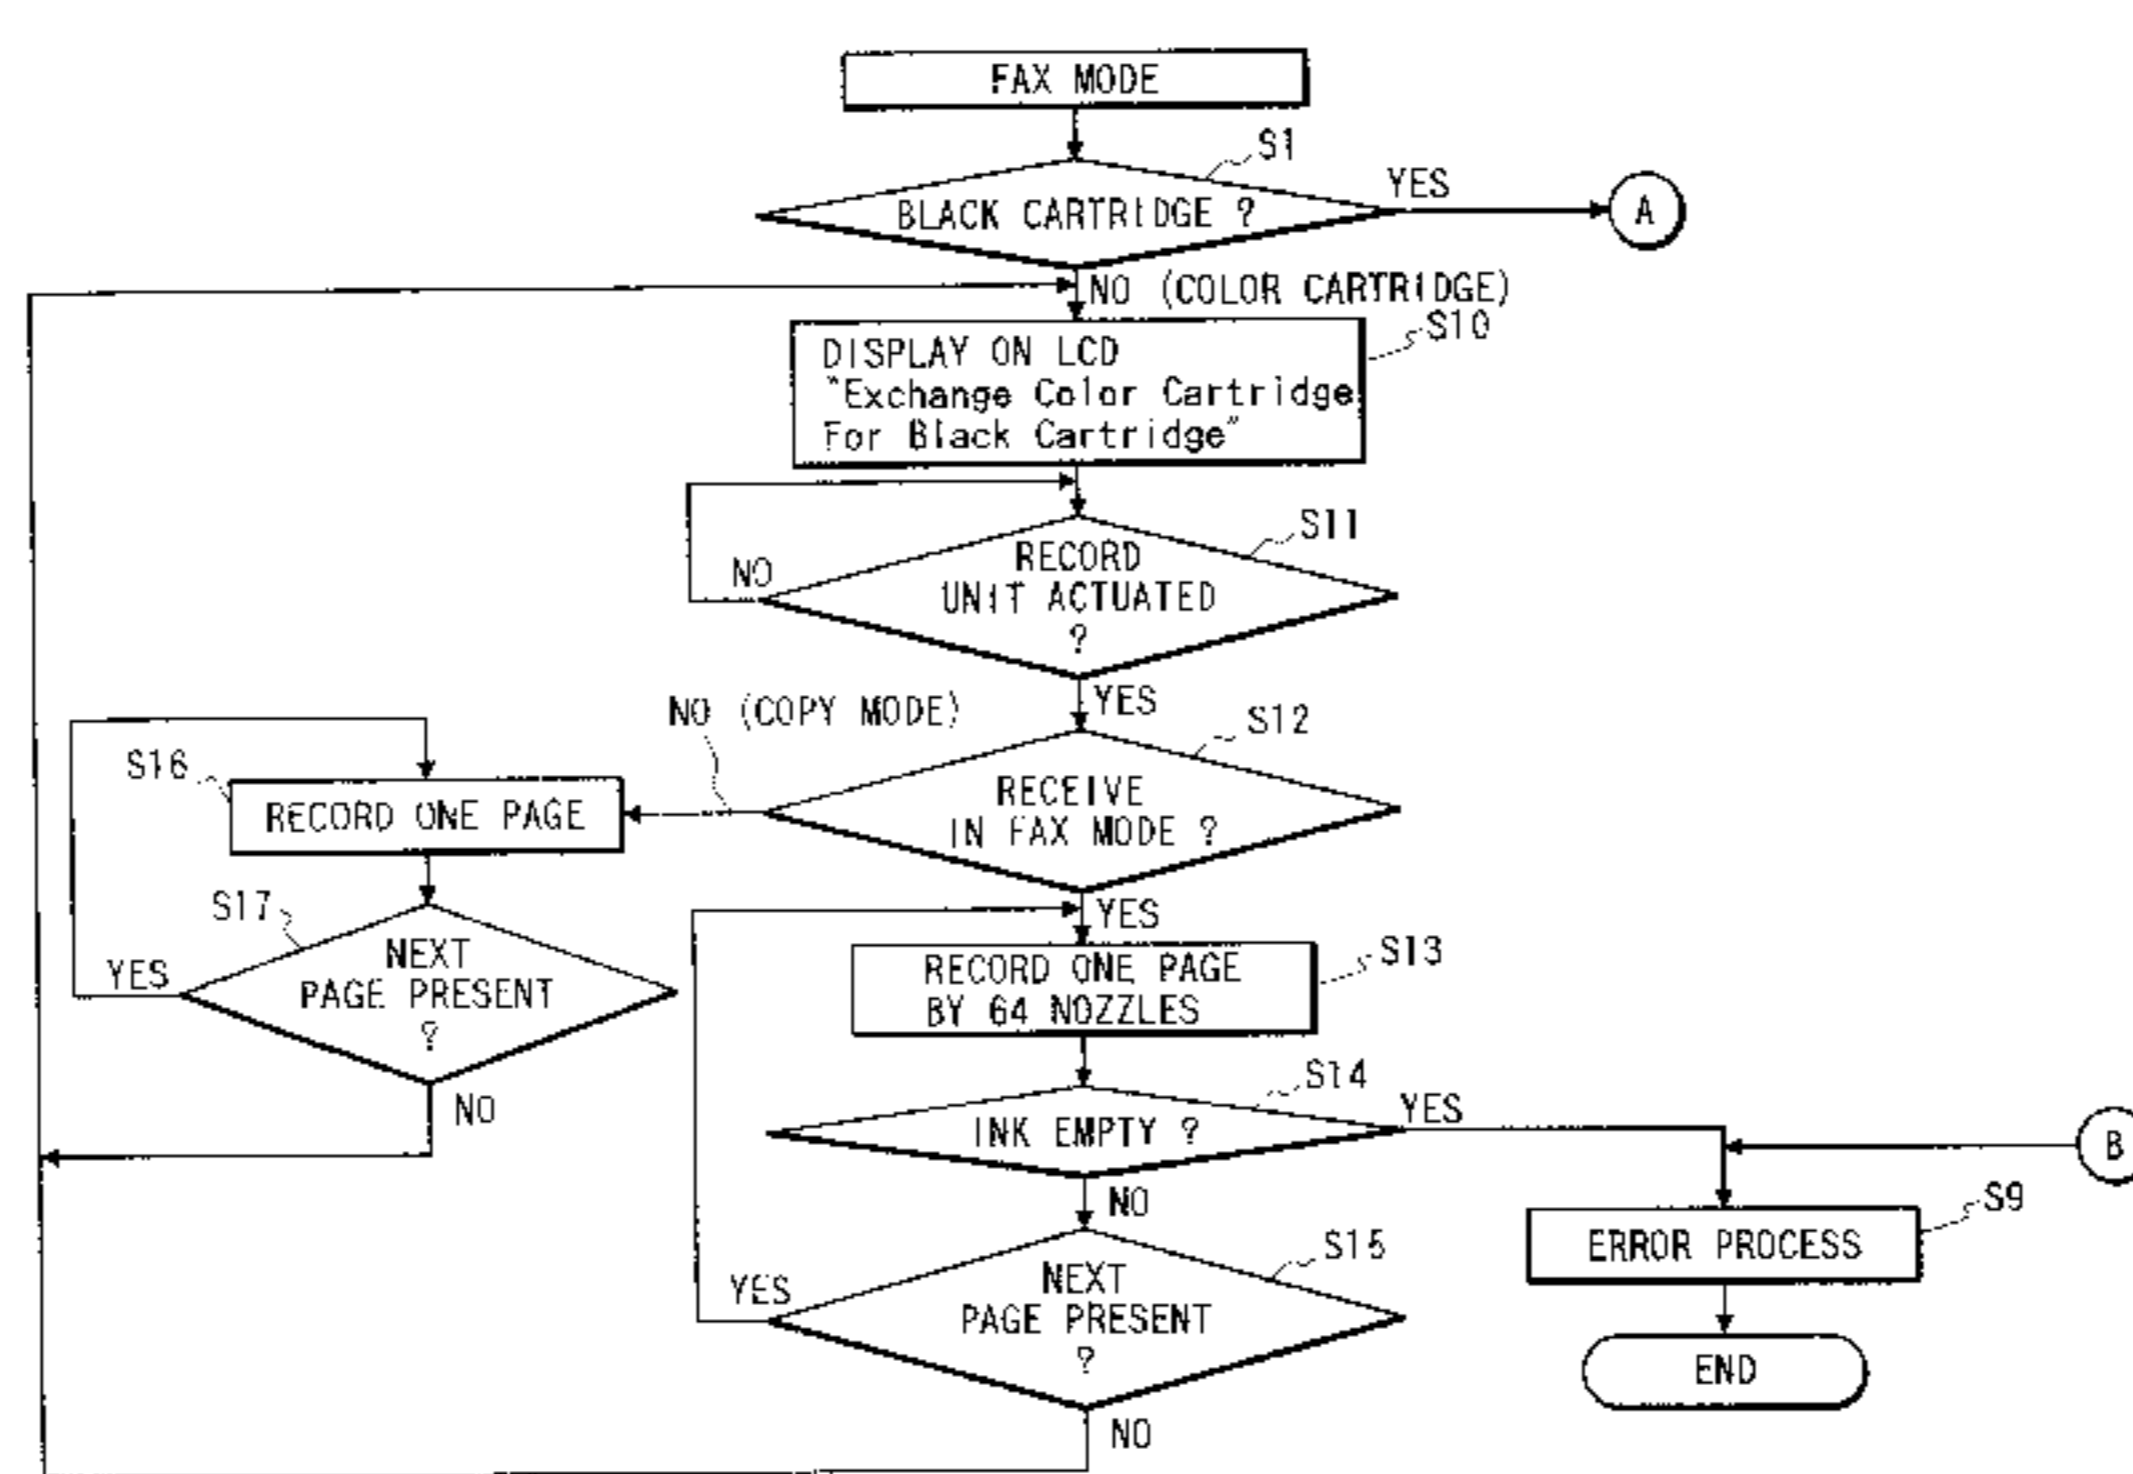 FAX MODE
S1
BLACK CARTRIDGE ?
YES
A
NO (COLOR CARTRIDGE)
S10
DISPLAY ON LCD
"Exchange Color Cartridge
For Black Cartridge"
S11
RECORD
UNIT ACTUATED
?
NO
YES
NO (COPY MODE)
S12
RECEIVE
IN FAX MODE ?
S16
RECORD ONE PAGE
YES
S17
NEXT
PAGE PRESENT
?
YES
NO
S13
RECORD ONE PAGE
BY 64 NOZZLES
S14
INK EMPTY ?
YES
B
NO
S9
ERROR PROCESS
S15
NEXT
PAGE PRESENT
?
YES
END
NO